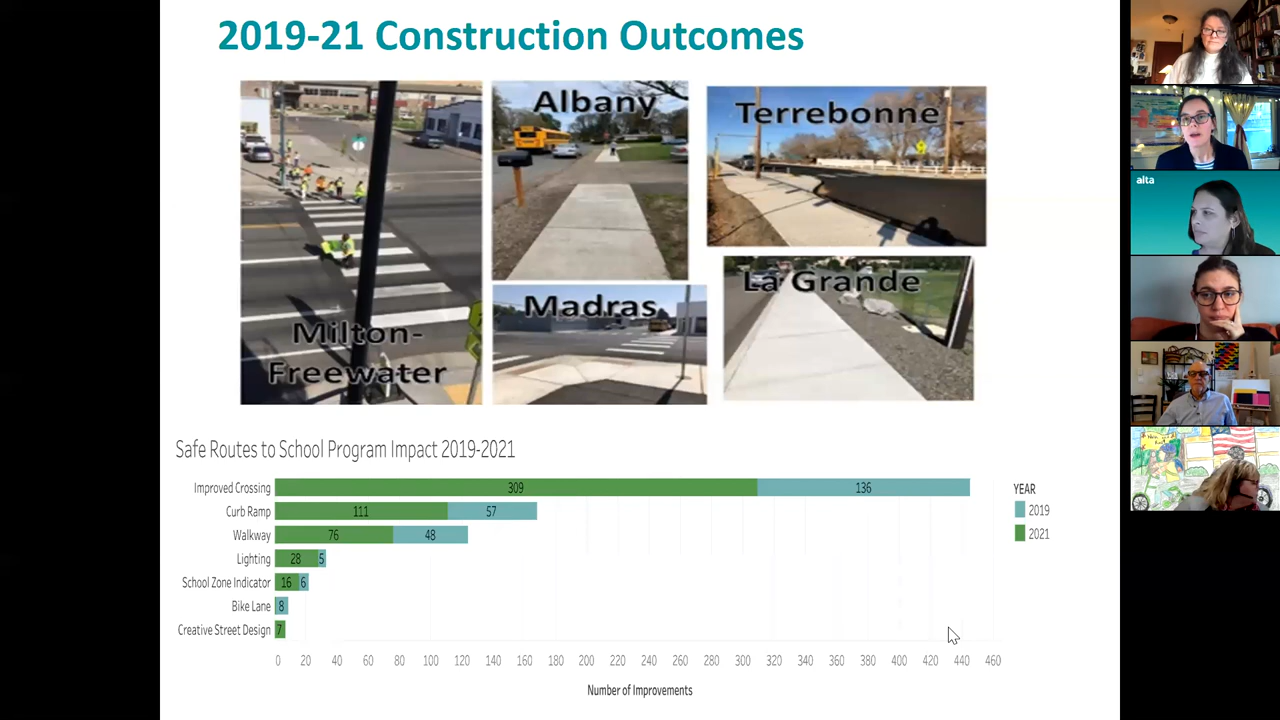 2019-21 Construction Outcomes
Albany
Terrebonne
Milton-
Freewater
Madras
La Grande
alta
Safe Routes to School Program Impact 2019-2021
Improved Crossing 309 136
Curb Ramp 111 57
Walkway 76 48
Lighting 28 5
School Zone Indicator 16 6
Bike Lane 8
Creative Street Design 7
0 20 40 60 80 100 120 140 160 180 200 220 240 260 280 300 320 340 360 380 400 420 440 460
Number of Improvements
YEAR
2019
2021